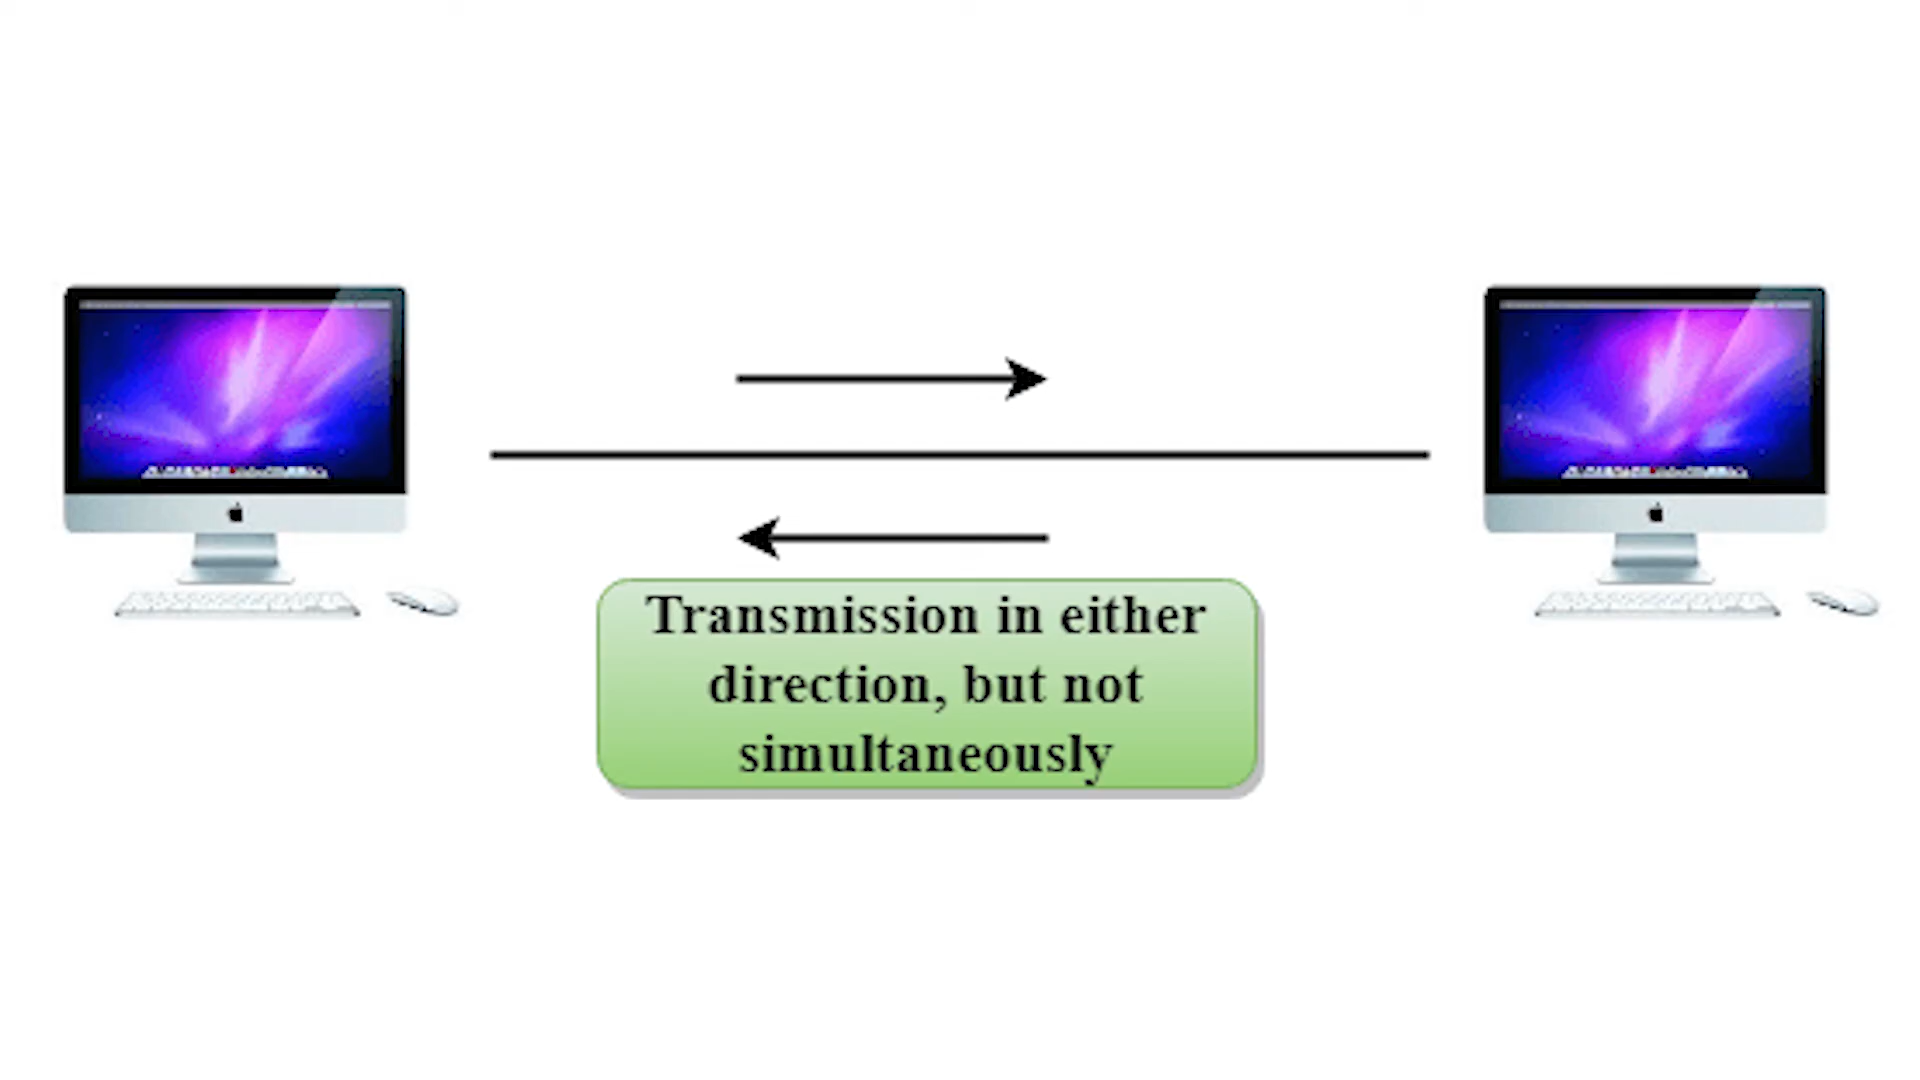 Transmission in either
direction, but not
simultaneously